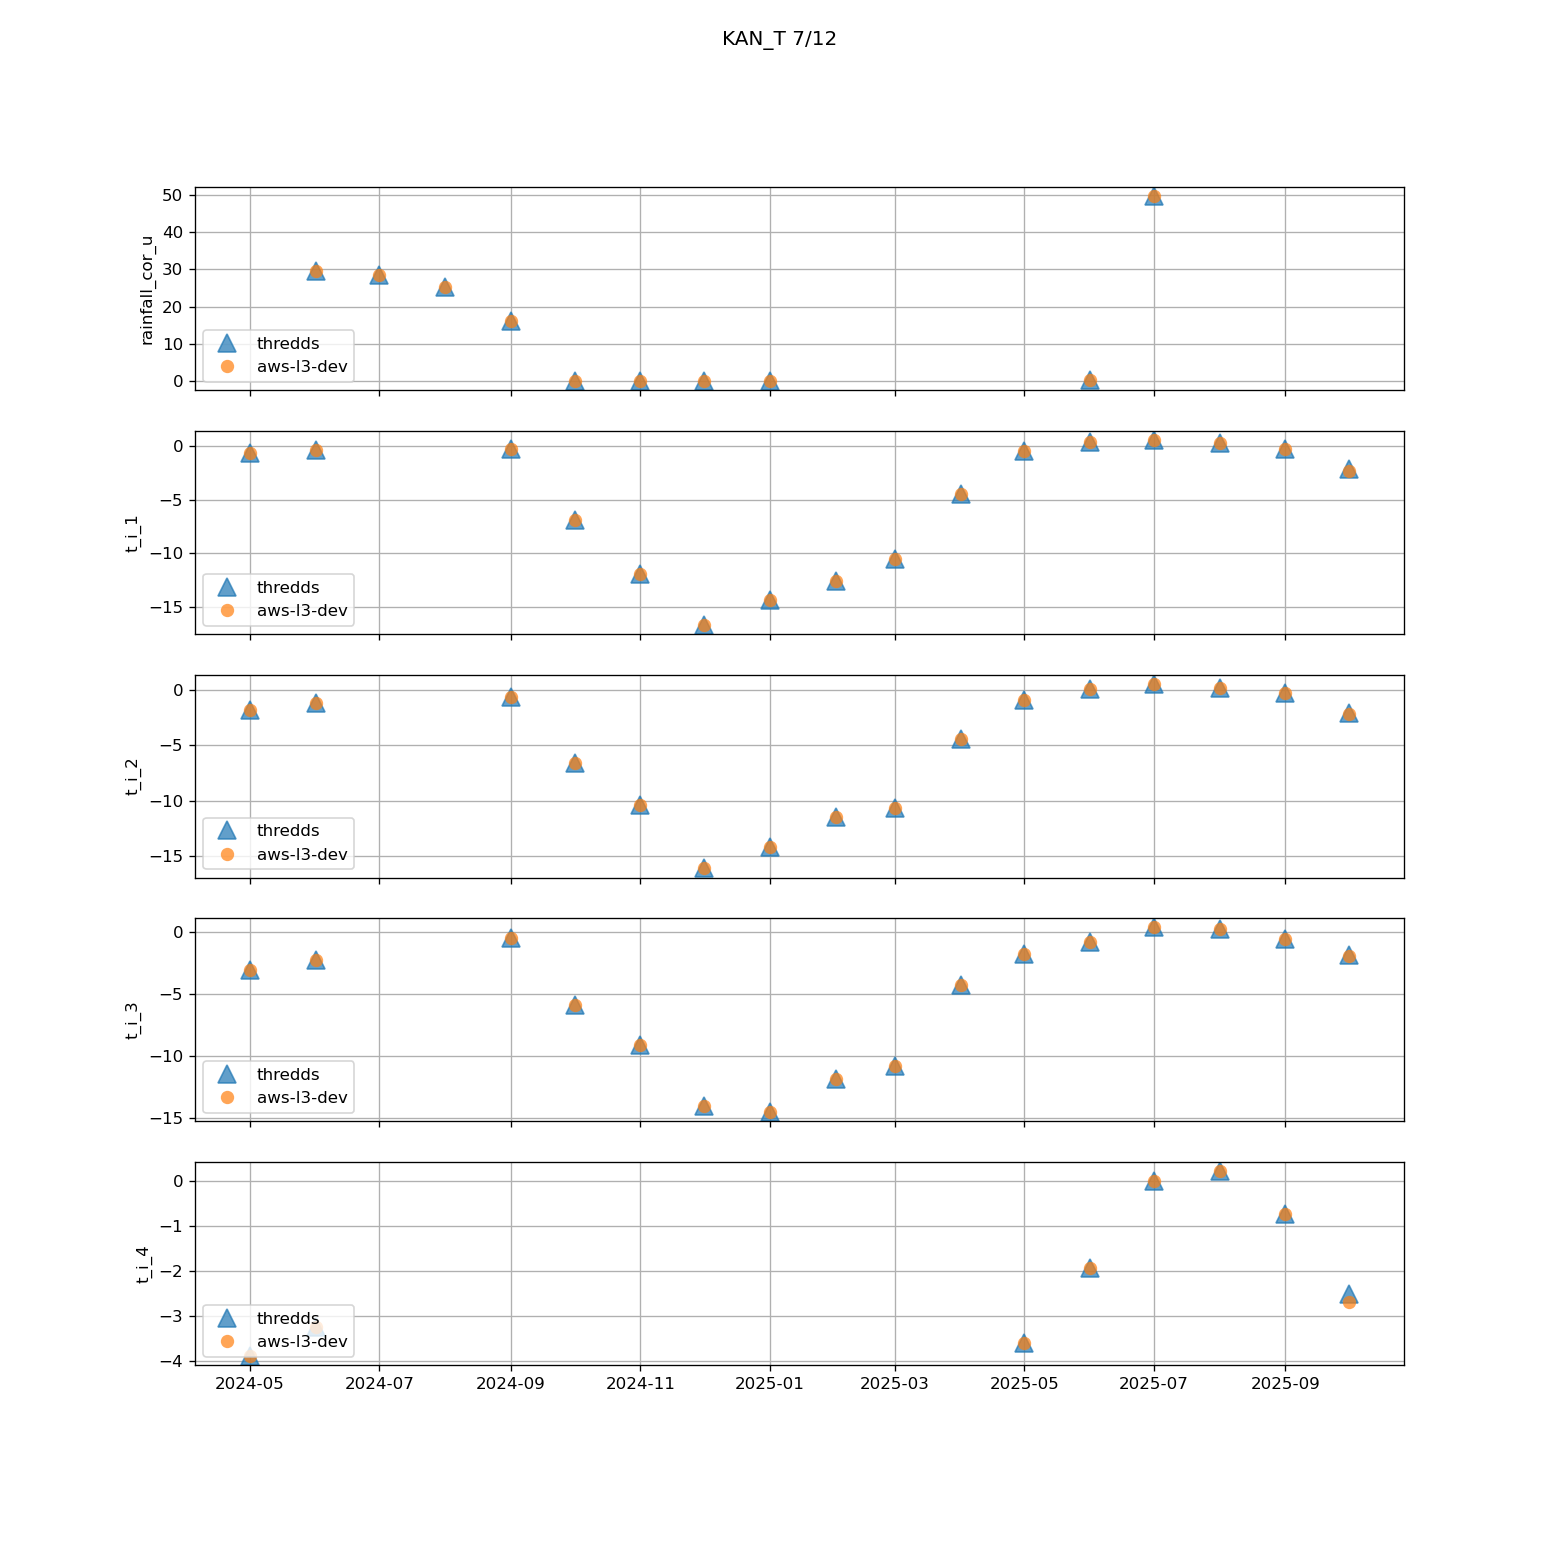 KAN_T 7/12
rainfall_cor_u
50
40
30
20
10
0
thredds
aws-l3-dev
t_i_1
0
−5
−10
−15
thredds
aws-l3-dev
t_i_2
0
−5
−10
−15
thredds
aws-l3-dev
t_i_3
0
−5
−10
−15
thredds
aws-l3-dev
t_i_4
0
−1
−2
−3
−4
thredds
aws-l3-dev
2024-05 2024-07 2024-09 2024-11 2025-01 2025-03 2025-05 2025-07 2025-09